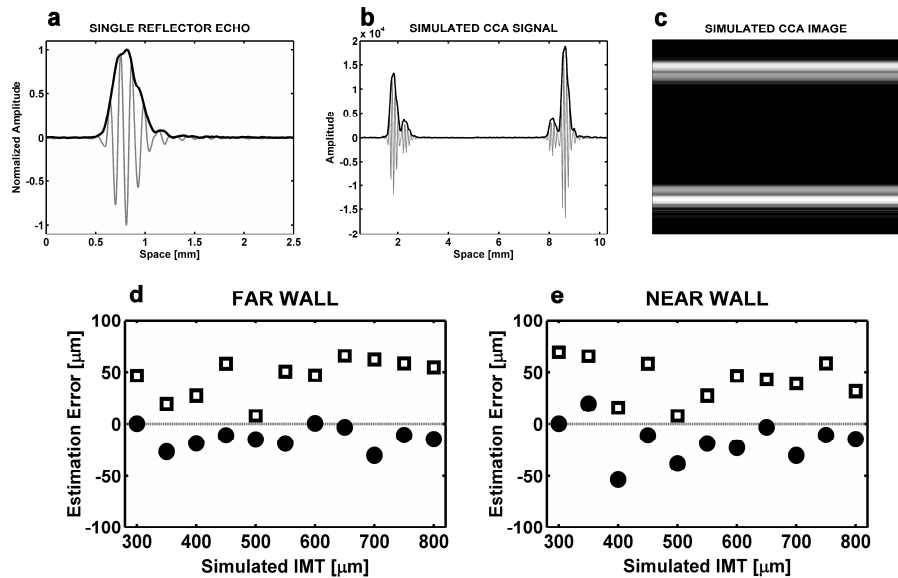 a
SINGLE REFLECTOR ECHO
1
0.5
0
-0.5
-1
Normalized Amplitude
0 0.5 1 1.5 2 2.5
Space [mm]
b
SIMULATED CCA SIGNAL
x 10⁴
2
1.5
1
0.5
0
-0.5
-1
-1.5
-2
Amplitude
2 4 6 8 10
Space [mm]
c
SIMULATED CCA IMAGE
d
FAR WALL
100
50
0
-50
-100
Estimation Error [µm]
300 400 500 600 700 800
Simulated IMT [µm]
e
NEAR WALL
100
50
0
-50
-100
Estimation Error [µm]
300 400 500 600 700 800
Simulated IMT [µm]